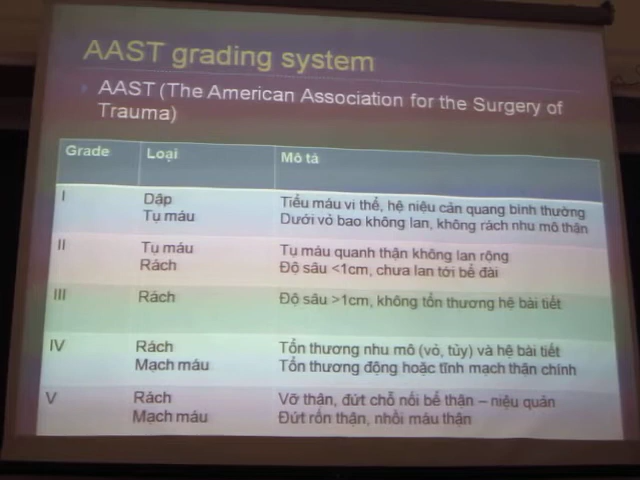 AAST grading system
AAST (The American Association for the Surgery of
Trauma)
Grade Loại Mô tả
I Dập Tiểu máu vi thể, hệ niệu cản quang bình thường
Tụ máu Dưới vỏ bao không lan, không rách nhu mô thận
II Tụ máu Tụ máu quanh thận không lan rộng
Rách Độ sâu <1cm, chưa lan tới bể đài
III Rách Độ sâu >1cm, không tổn thương hệ bài tiết
IV Rách Tổn thương nhu mô (vỏ, tủy) và hệ bài tiết
Mạch máu Tổn thương động hoặc tĩnh mạch thận chính
V Rách Vỡ thận, đứt chỗ nối bể thận – niệu quản
Mạch máu Đứt rốn thận, nhồi máu thận